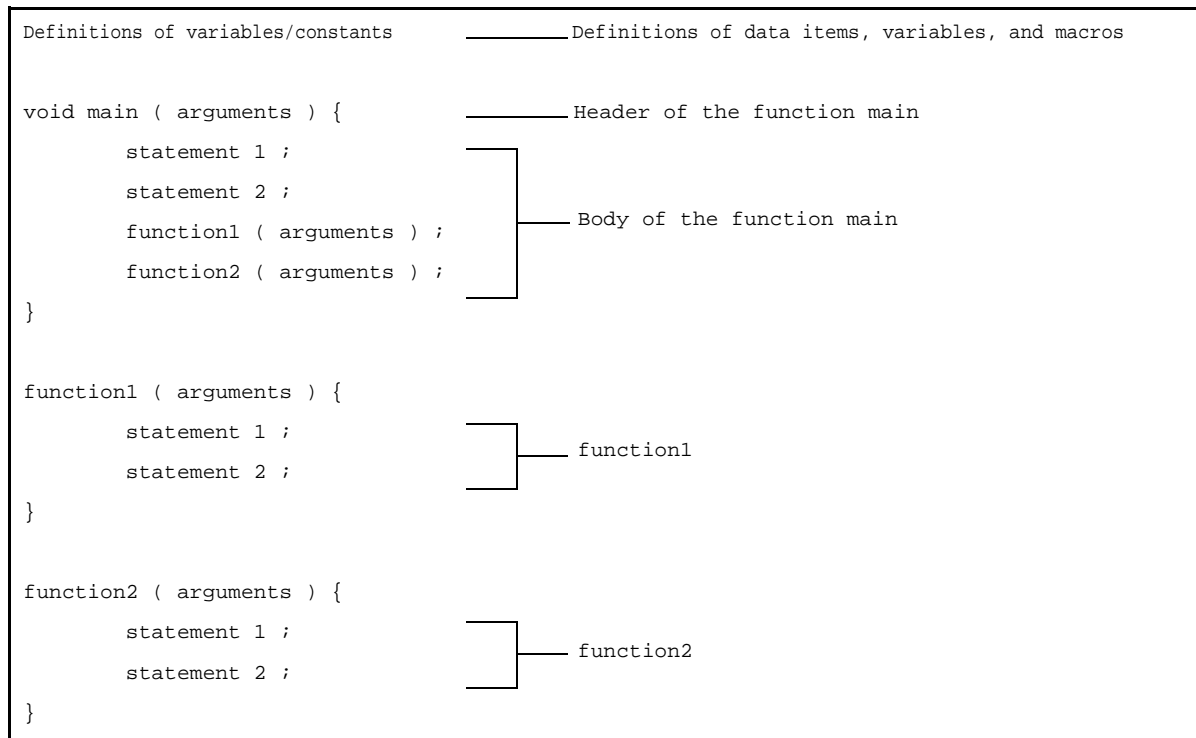 Definitions of variables/constants Definitions of data items, variables, and macros
void main ( arguments ) { Header of the function main
statement 1 ;
statement 2 ;
Body of the function main
function1 ( arguments ) ;
function2 ( arguments ) ;
}
function1 ( arguments ) {
statement 1 ;
function1
statement 2 ;
}
function2 ( arguments ) {
statement 1 ;
function2
statement 2 ;
}